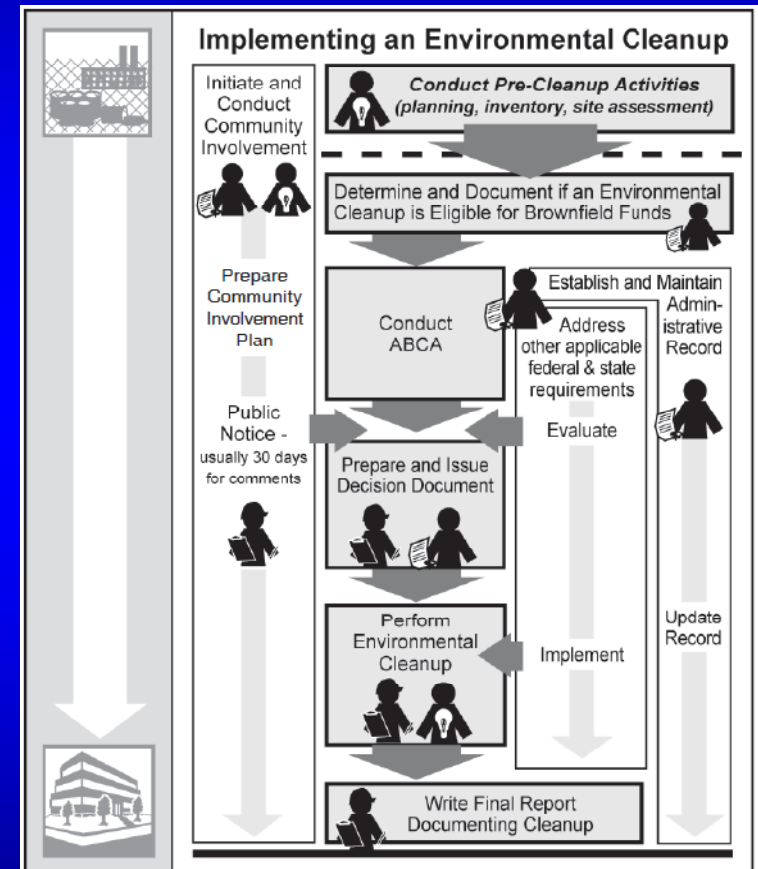 Implementing an Environmental Cleanup
Initiate and
Conduct
Community
Involvement
Prepare
Community
Involvement
Plan
Public
Notice -
usually 30 days
for comments
Conduct Pre-Cleanup Activities
(planning, inventory, site assessment)
Determine and Document if an Environmental
Cleanup is Eligible for Brownfield Funds
Conduct
ABCA
Prepare and Issue
Decision Document
Perform
Environmental
Cleanup
Write Final Report
Documenting Cleanup
Address
other applicable
federal & state
requirements
Evaluate
Implement
Establish and Maintain
Admin-
istrative
Record
Update
Record